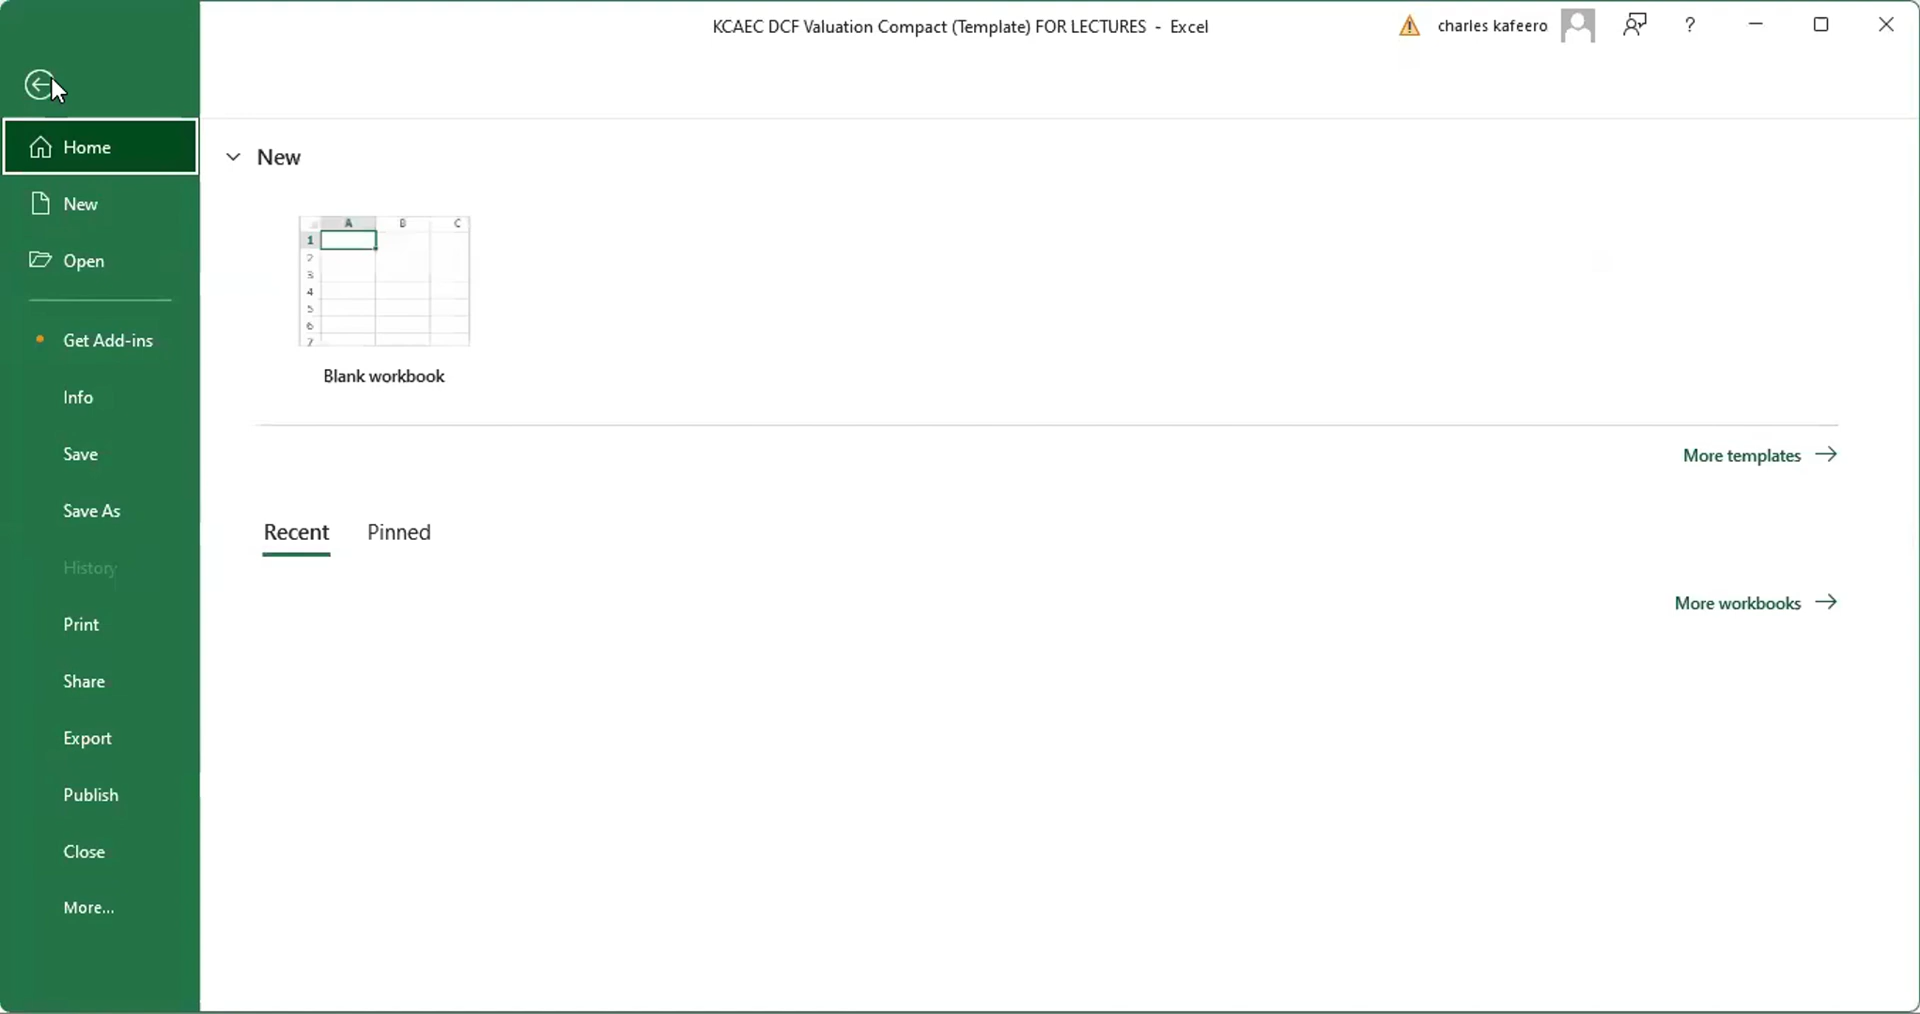 KCAEC DCF Valuation Compact (Template) FOR LECTURES - Excel
charles kafeero
?
Home
New
Open
Get Add-ins
Info
Save
Save As
History
Print
Share
Export
Publish
Close
More...
New
A B C
1
2
3
4
5
6
7
Blank workbook
More templates
Recent Pinned
More workbooks